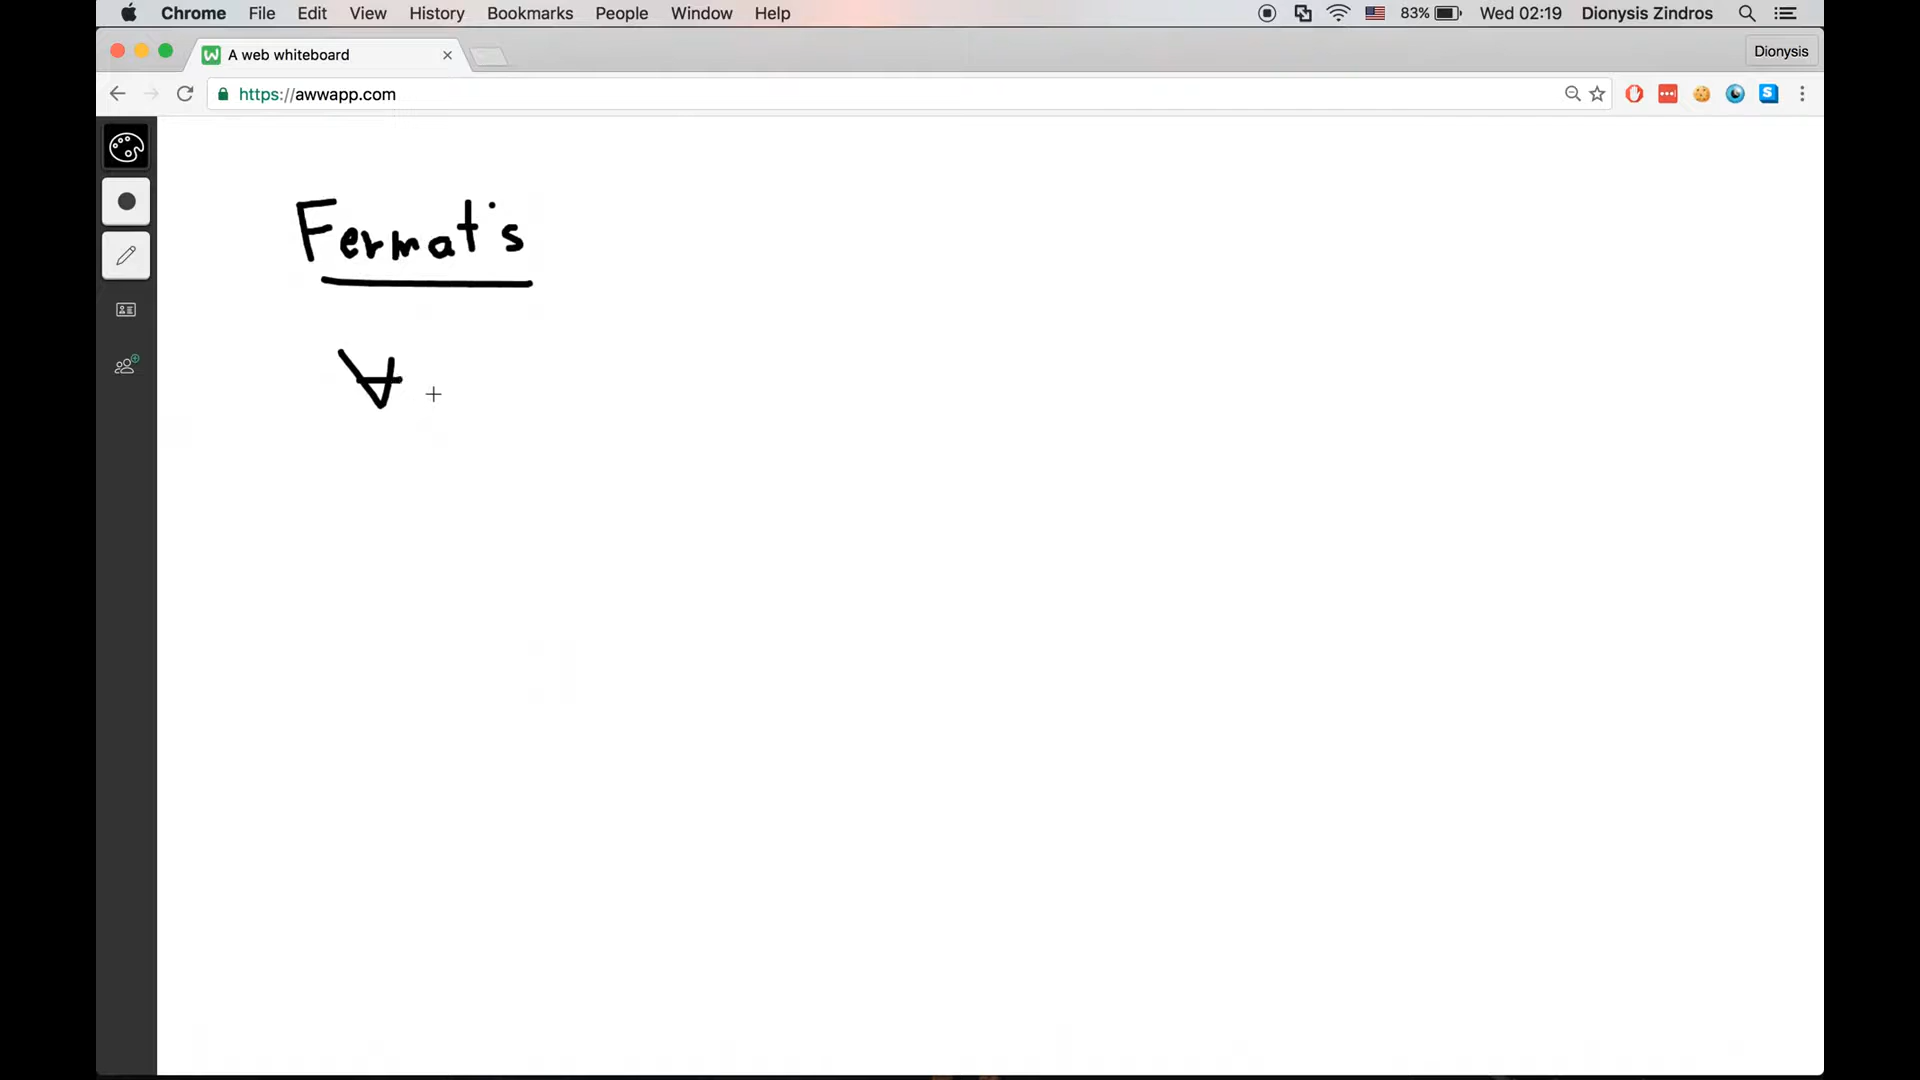 Chrome File Edit View History Bookmarks People Window Help 83% Wed 02:19 Dionysis Zindros
A web whiteboard Dionysis
https://awwapp.com
Fermat's
∀